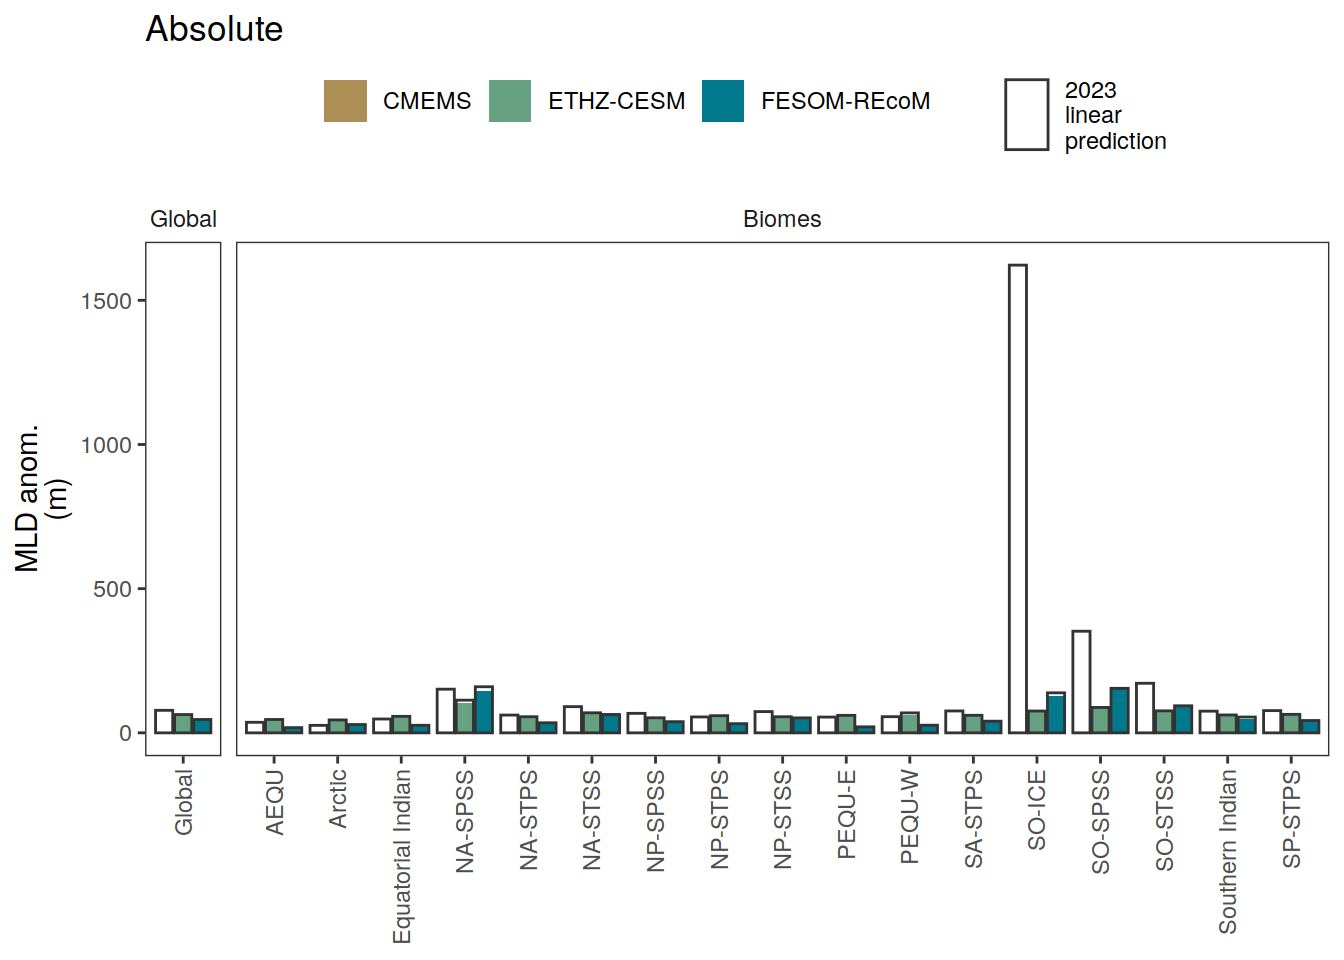 Absolute
CMEMS
ETHZ-CESM
FESOM-REcoM
2023
linear
prediction
Global
Biomes
MLD anom.
(m)
1500
1000
500
0
Global
AEQU
Arctic
Equatorial Indian
NA-SPSS
NA-STPS
NA-STSS
NP-SPSS
NP-STPS
NP-STSS
PEQU-E
PEQU-W
SA-STPS
SO-ICE
SO-SPSS
SO-STSS
Southern Indian
SP-STPS